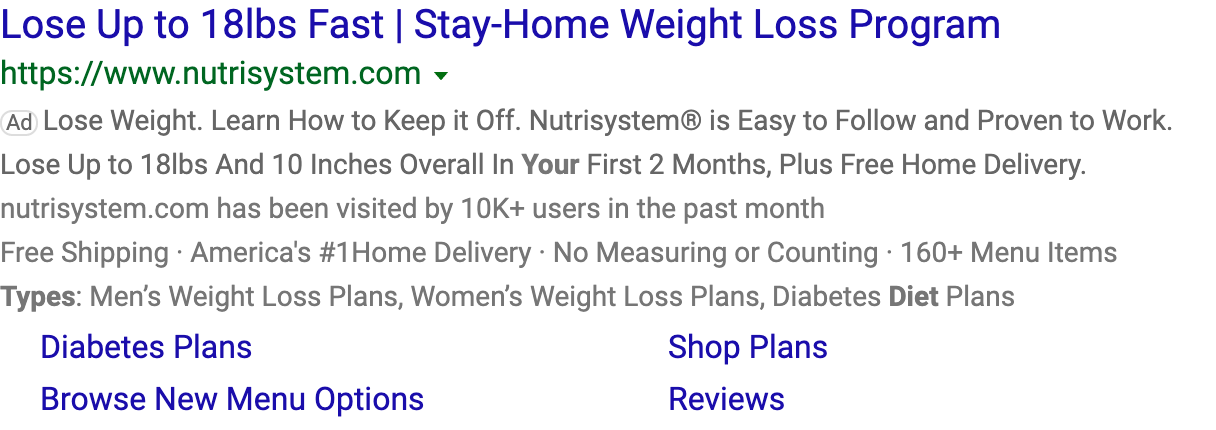 Lose Up to 18lbs Fast | Stay-Home Weight Loss Program
https://www.nutrisystem.com
Ad Lose Weight. Learn How to Keep it Off. Nutrisystem® is Easy to Follow and Proven to Work.
Lose Up to 18lbs And 10 Inches Overall In Your First 2 Months, Plus Free Home Delivery.
nutrisystem.com has been visited by 10K+ users in the past month
Free Shipping · America's #1Home Delivery · No Measuring or Counting · 160+ Menu Items
Types: Men’s Weight Loss Plans, Women’s Weight Loss Plans, Diabetes Diet Plans
Diabetes Plans Shop Plans
Browse New Menu Options Reviews